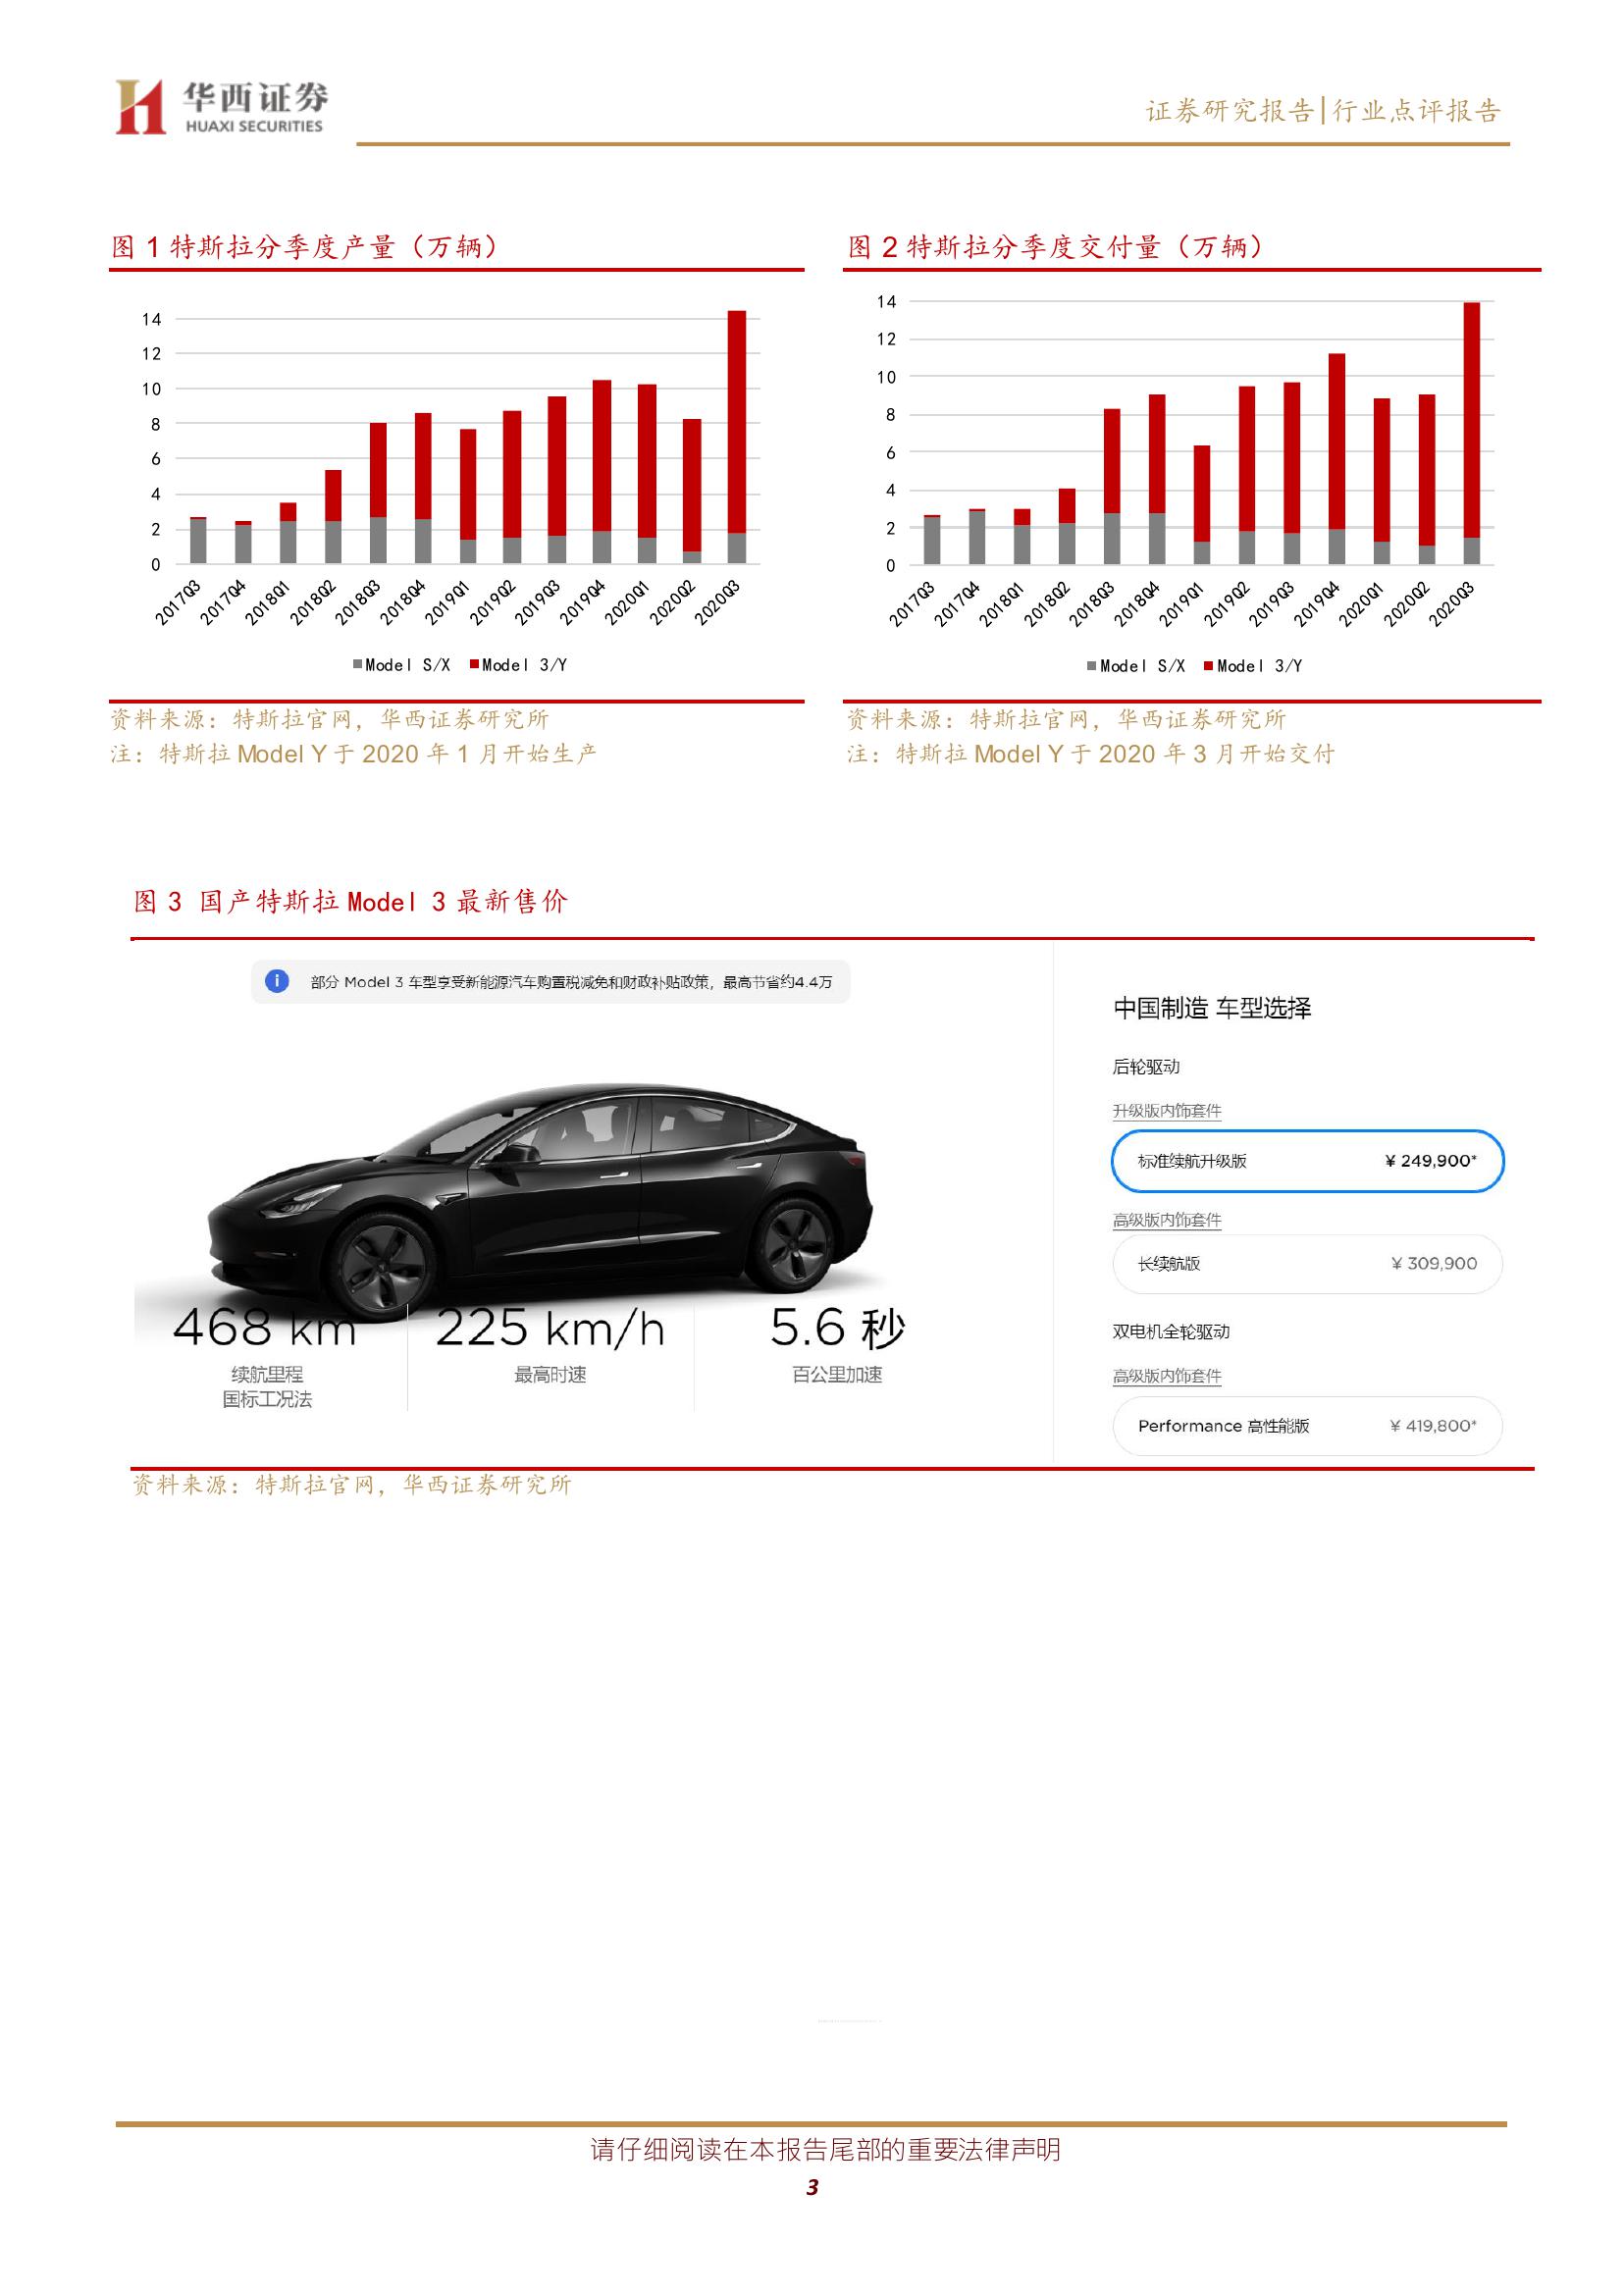 华西证券
HUAXI SECURITIES
证券研究报告|行业点评报告
图 1 特斯拉分季度产量（万辆）
14
12
10
8
6
4
2
0
2017Q3
2017Q4
2018Q1
2018Q2
2018Q3
2018Q4
2019Q1
2019Q2
2019Q3
2019Q4
2020Q1
2020Q2
2020Q3
Model S/X
Model 3/Y
资料来源：特斯拉官网，华西证券研究所
注：特斯拉 Model Y 于 2020 年 1 月开始生产
图 2 特斯拉分季度交付量（万辆）
14
12
10
8
6
4
2
0
2017Q3
2017Q4
2018Q1
2018Q2
2018Q3
2018Q4
2019Q1
2019Q2
2019Q3
2019Q4
2020Q1
2020Q2
2020Q3
Model S/X
Model 3/Y
资料来源：特斯拉官网，华西证券研究所
注：特斯拉 Model Y 于 2020 年 3 月开始交付
图 3 国产特斯拉 Model 3 最新售价
部分 Model 3 车型享受新能源汽车购置税减免和财政补贴政策，最高节省约4.4万
468 km
续航里程
国标工况法
225 km/h
最高时速
5.6 秒
百公里加速
中国制造 车型选择
后轮驱动
升级版内饰套件
标准续航升级版 ¥ 249,900*
高级版内饰套件
长续航版 ¥ 309,900
双电机全轮驱动
高级版内饰套件
Performance 高性能版 ¥ 419,800*
资料来源：特斯拉官网，华西证券研究所
请仔细阅读在本报告尾部的重要法律声明
3